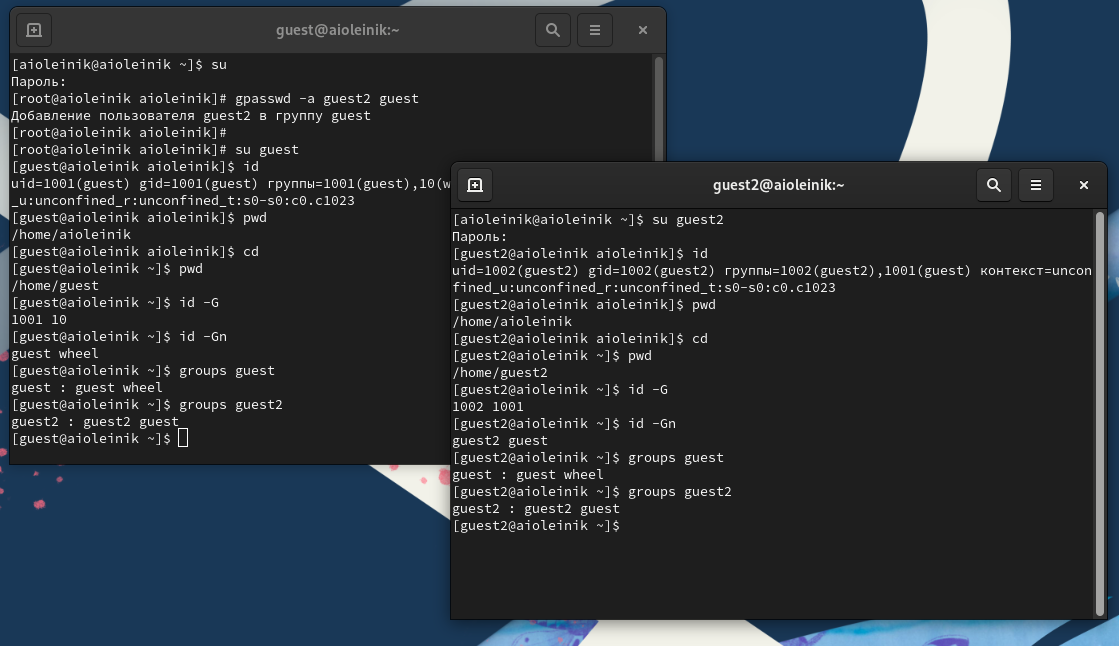 guest@aioleinik:~
[aioleinik@aioleinik ~]$ su
Пароль:
[root@aioleinik aioleinik]# gpasswd -a guest2 guest
Добавление пользователя guest2 в группу guest
[root@aioleinik aioleinik]#
[root@aioleinik aioleinik]# su guest
[guest@aioleinik aioleinik]$ id
uid=1001(guest) gid=1001(guest) группы=1001(guest),10(w
_u:unconfined_r:unconfined_t:s0-s0:c0.c1023
[guest@aioleinik aioleinik]$ pwd
/home/aioleinik
[guest@aioleinik aioleinik]$ cd
[guest@aioleinik ~]$ pwd
/home/guest
[guest@aioleinik ~]$ id -G
1001 10
[guest@aioleinik ~]$ id -Gn
guest wheel
[guest@aioleinik ~]$ groups guest
guest : guest wheel
[guest@aioleinik ~]$ groups guest2
guest2 : guest2 guest
[guest@aioleinik ~]$
guest2@aioleinik:~
[aioleinik@aioleinik ~]$ su guest2
Пароль:
[guest2@aioleinik aioleinik]$ id
uid=1002(guest2) gid=1002(guest2) группы=1002(guest2),1001(guest) контекст=uncon
fined_u:unconfined_r:unconfined_t:s0-s0:c0.c1023
[guest2@aioleinik aioleinik]$ pwd
/home/aioleinik
[guest2@aioleinik aioleinik]$ cd
[guest2@aioleinik ~]$ pwd
/home/guest2
[guest2@aioleinik ~]$ id -G
1002 1001
[guest2@aioleinik ~]$ id -Gn
guest2 guest
[guest2@aioleinik ~]$ groups guest
guest : guest wheel
[guest2@aioleinik ~]$ groups guest2
guest2 : guest2 guest
[guest2@aioleinik ~]$